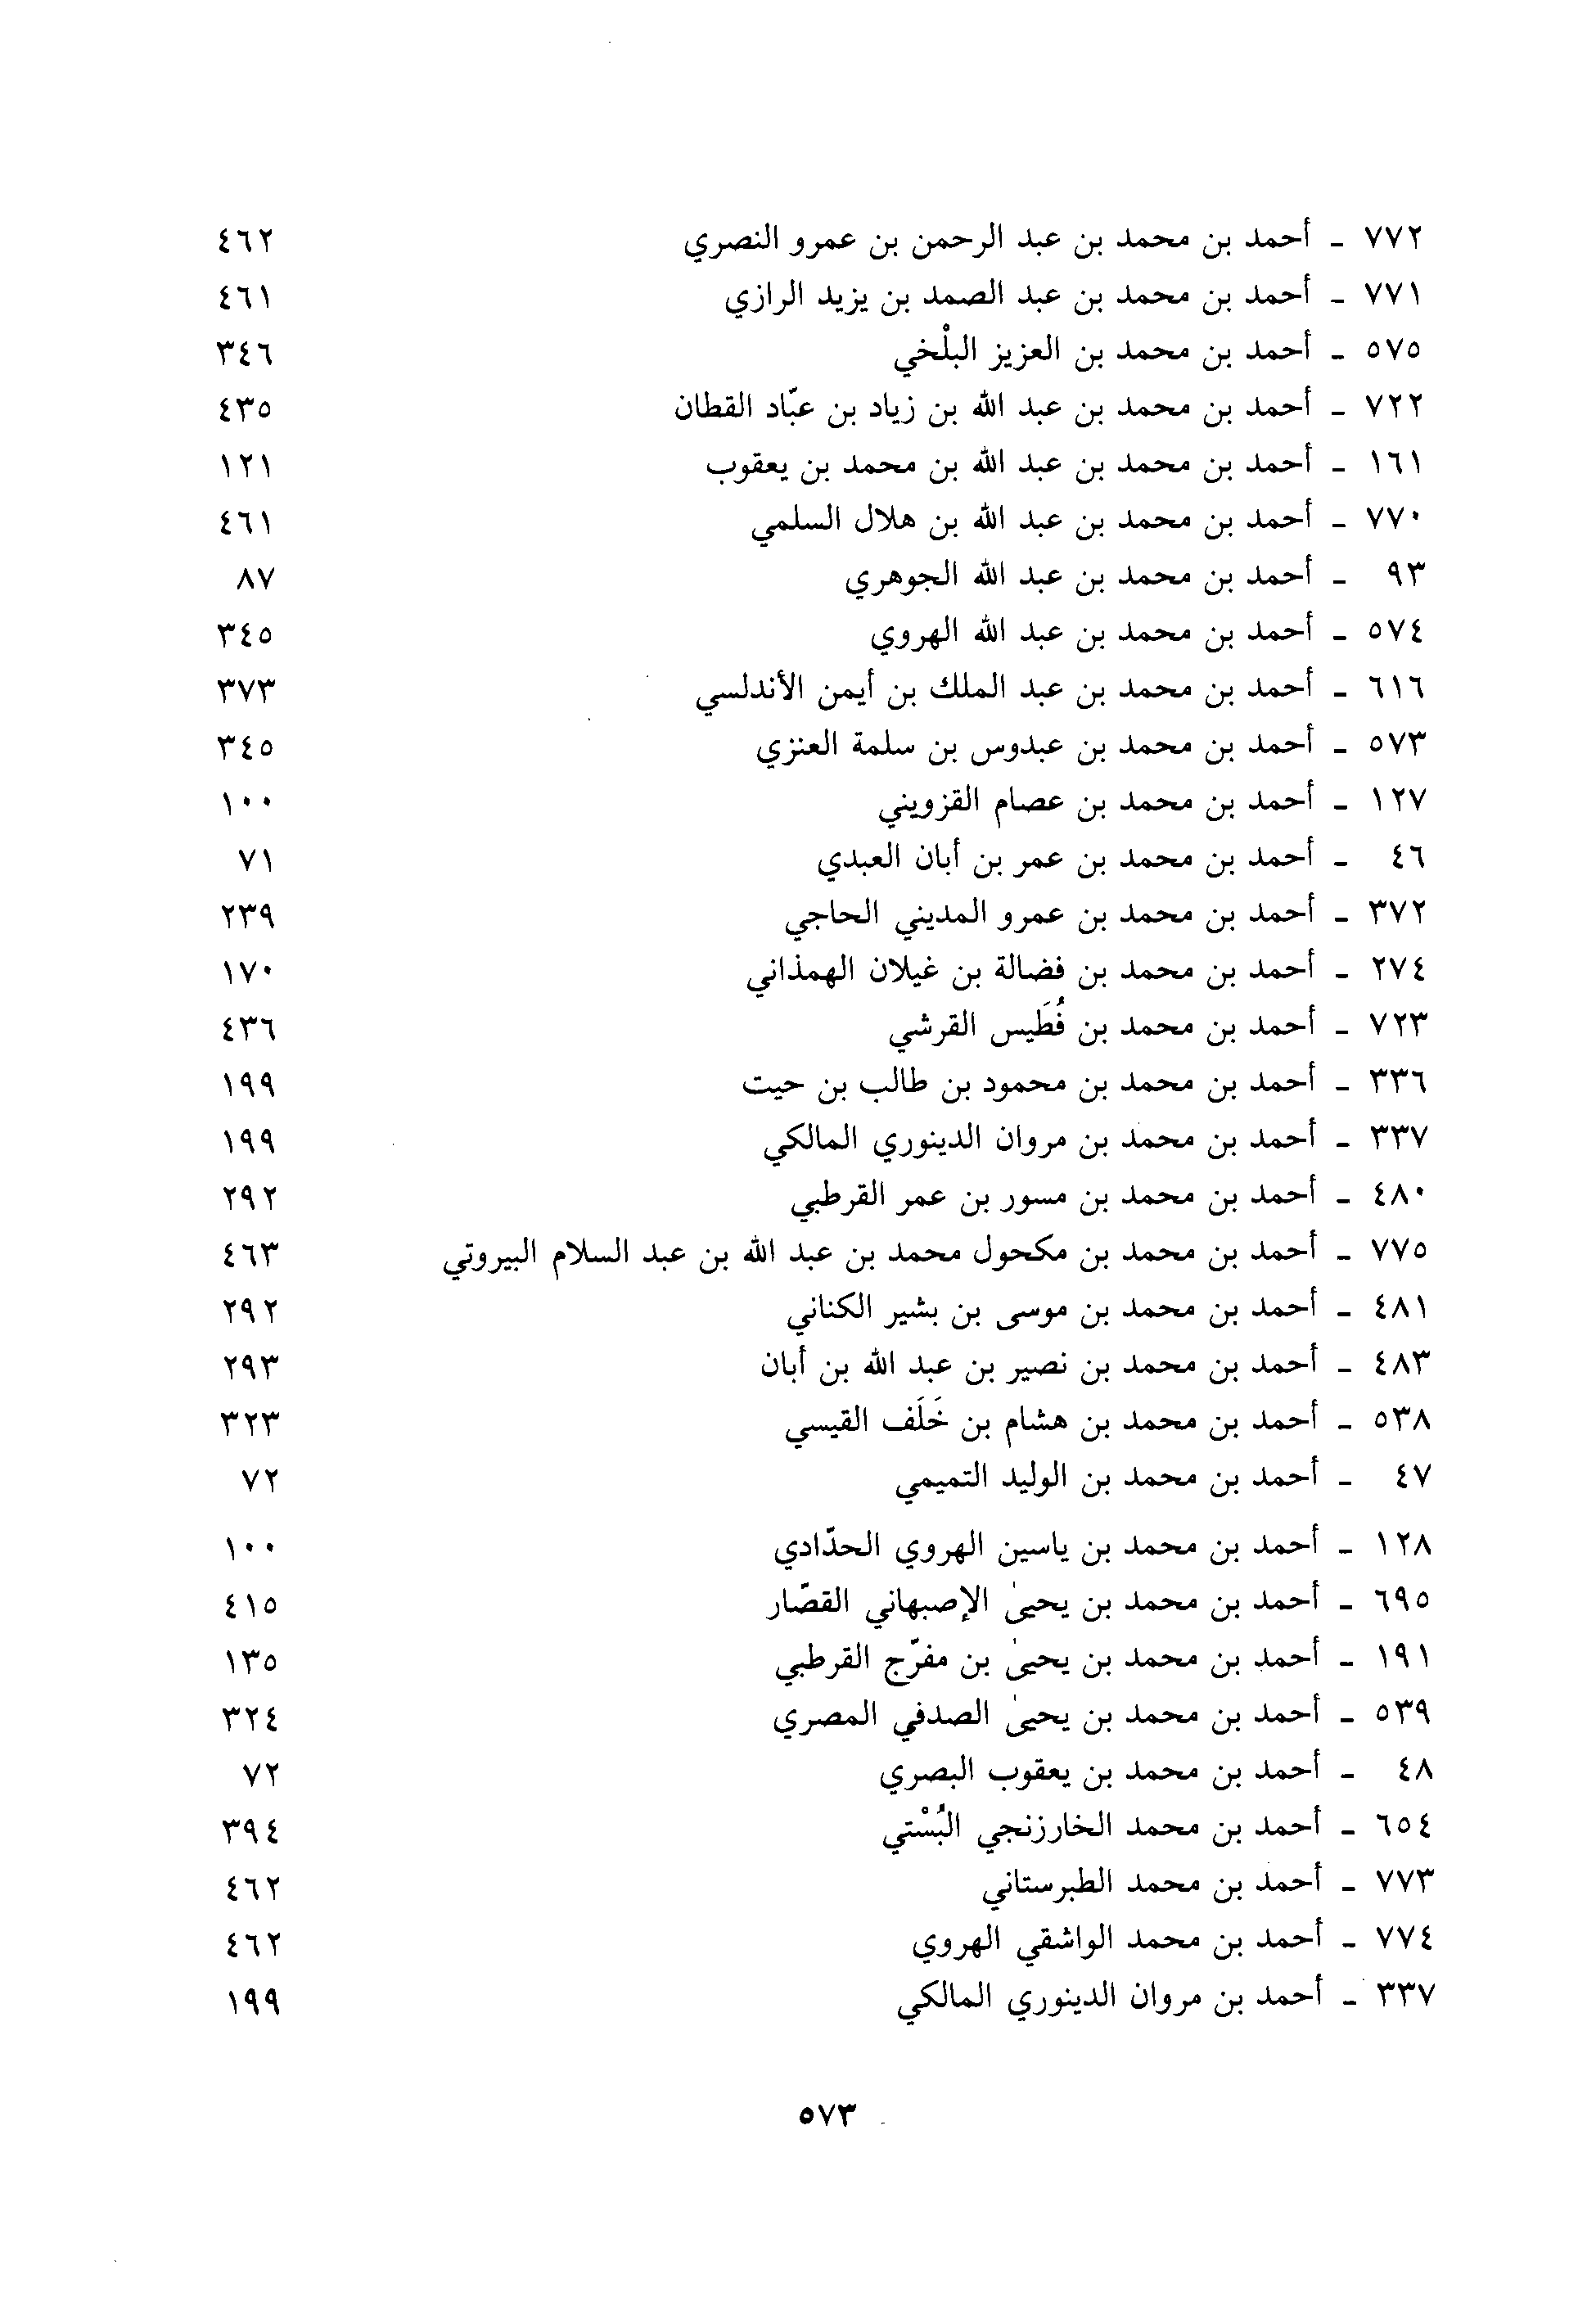 ٧٧٢ - أحمد بن محمد بن عبد الرحمن بن عمرو النصري ٤٦٢
٧٧١ - أحمد بن محمد بن عبد الصمد بن يزيد الرازي ٤٦١
٥٧٥ - أحمد بن محمد بن العزيز البلْخي ٣٤٦
٧٢٢ - أحمد بن محمد بن عبد الله بن زياد بن عبّاد القطان ٤٣٥
١٦١ - أحمد بن محمد بن عبد الله بن محمد بن يعقوب ١٢١
٧٧٠ - أحمد بن محمد بن عبد الله بن هلال السلمي ٤٦١
٩٣ - أحمد بن محمد بن عبد الله الجوهري ٨٧
٥٧٤ - أحمد بن محمد بن عبد الله الهروي ٣٤٥
٦١٦ - أحمد بن محمد بن عبد الملك بن أيمن الأندلسي ٣٧٣
٥٧٣ - أحمد بن محمد بن عبدوس بن سلمة العنزي ٣٤٥
١٢٧ - أحمد بن محمد بن عصام القزويني ١٠٠
٤٦ - أحمد بن محمد بن عمر بن أبان العبدي ٧١
٣٧٢ - أحمد بن محمد بن عمرو المديني الحاجي ٢٣٩
٢٧٤ - أحمد بن محمد بن فضالة بن غيلان الهمذاني ١٧٠
٧٢٣ - أحمد بن محمد بن فُطَيس القرشي ٤٣٦
٣٣٦ - أحمد بن محمد بن محمود بن طالب بن حيت ١٩٩
٣٣٧ - أحمد بن محمد بن مروان الدينوري المالكي ١٩٩
٤٨٠ - أحمد بن محمد بن مسور بن عمر القرطبي ٢٩٢
٧٧٥ - أحمد بن محمد بن مكحول محمد بن عبد الله بن عبد السلام البيروتي ٤٦٣
٤٨١ - أحمد بن محمد بن موسى بن بشير الكناني ٢٩٢
٤٨٣ - أحمد بن محمد بن نصير بن عبد الله بن أبان ٢٩٣
٥٣٨ - أحمد بن محمد بن هشام بن خَلَف القيسي ٣٢٣
٤٧ - أحمد بن محمد بن الوليد التميمي ٧٢
١٢٨ - أحمد بن محمد بن ياسين الهروي الحدّادي ١٠٠
٦٩٥ - أحمد بن محمد بن يحيىٰ الإصبهاني القصّار ٤١٥
١٩١ - أحمد بن محمد بن يحيىٰ بن مفرّج القرطبي ١٣٥
٥٣٩ - أحمد بن محمد بن يحيىٰ الصدفي المصري ٣٢٤
٤٨ - أحمد بن محمد بن يعقوب البصري ٧٢
٦٥٤ - أحمد بن محمد الخارزنجي البُسْتي ٣٩٤
٧٧٣ - أحمد بن محمد الطبرستاني ٤٦٢
٧٧٤ - أحمد بن محمد الواشقي الهروي ٤٦٢
٣٣٧ - أحمد بن مروان الدينوري المالكي ١٩٩
٥٧٣